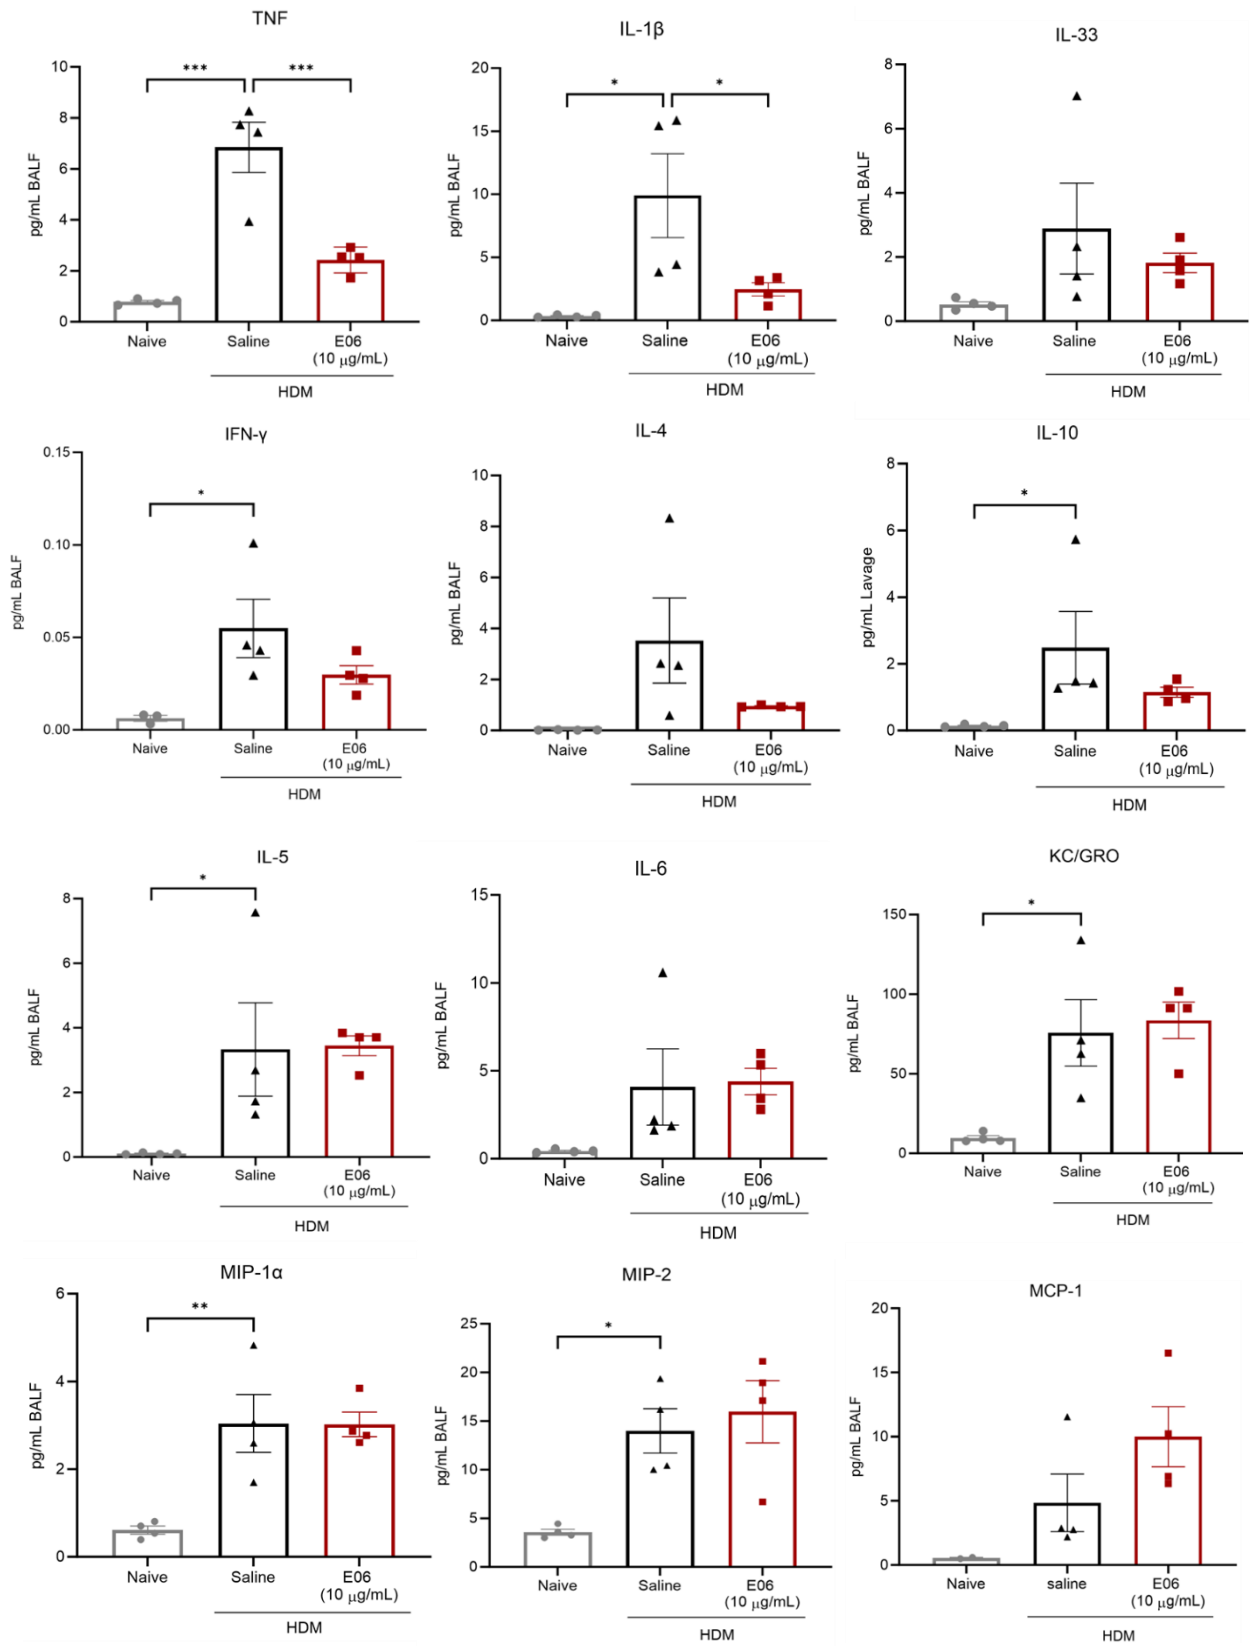 TNF
10
8
6
4
2
0
pg/mL BALF
*** ***
Naive Saline E06
(10 µg/mL)
HDM
IL-1β
20
15
10
5
0
pg/mL BALF
* *
Naive Saline E06
(10 µg/mL)
HDM
IL-33
8
6
4
2
0
pg/mL BALF
Naive Saline E06
(10 µg/mL)
HDM
IFN-γ
0.15
0.10
0.05
0.00
pg/mL BALF
*
Naive Saline E06
(10 µg/mL)
HDM
IL-4
10
8
6
4
2
0
pg/mL BALF
Naive Saline E06
(10 µg/mL)
HDM
IL-10
8
6
4
2
0
pg/mL Lavage
*
Naive Saline E06
(10 µg/mL)
HDM
IL-5
8
6
4
2
0
pg/mL BALF
*
Naive Saline E06
(10 µg/mL)
HDM
IL-6
15
10
5
0
pg/mL BALF
Naive Saline E06
(10 µg/mL)
HDM
KC/GRO
150
100
50
0
pg/mL BALF
*
Naive Saline E06
(10 µg/mL)
HDM
MIP-1α
6
4
2
0
pg/mL BALF
**
Naive Saline E06
(10 µg/mL)
HDM
MIP-2
25
20
15
10
5
0
pg/mL BALF
*
Naive Saline E06
(10 µg/mL)
HDM
MCP-1
20
15
10
5
0
pg/mL BALF
Naive saline E06
(10 µg/mL)
HDM